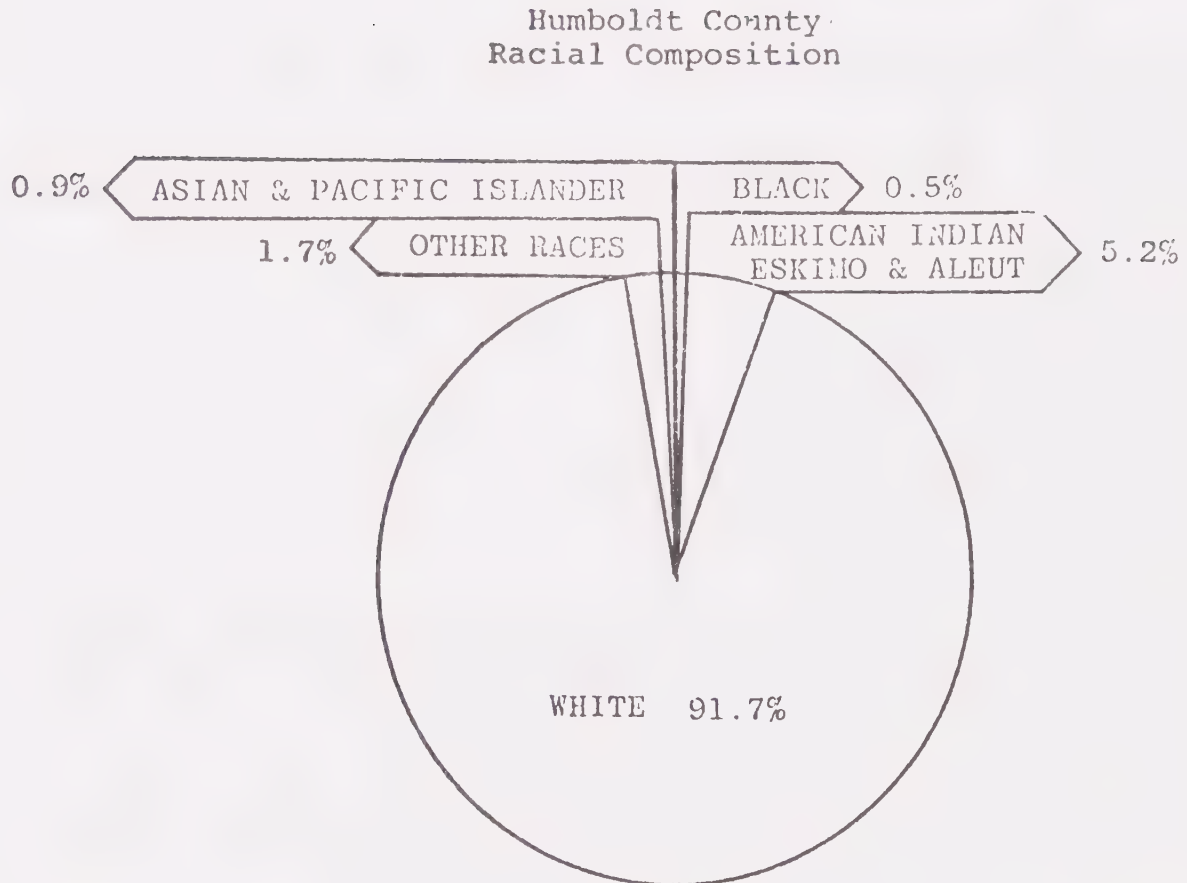 Humboldt County
Racial Composition
0.9% ASIAN & PACIFIC ISLANDER
BLACK 0.5%
1.7% OTHER RACES
AMERICAN INDIAN
ESKIMO & ALEUT 5.2%
WHITE 91.7%